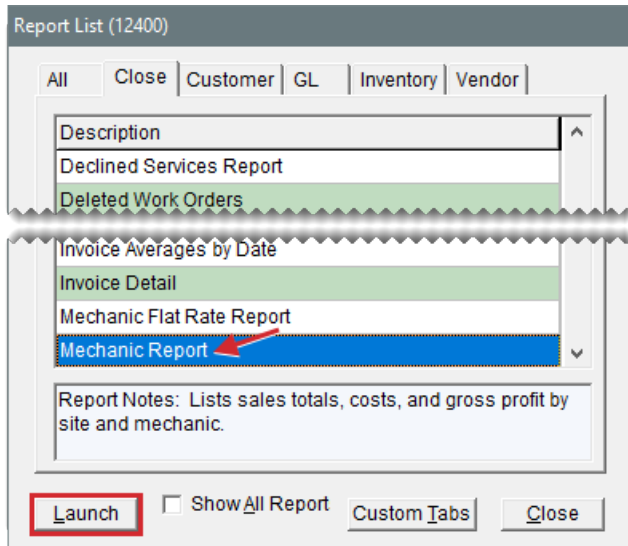 Report List (12400)
All Close Customer GL Inventory Vendor
Description
Declined Services Report
Deleted Work Orders
Invoice Averages by Date
Invoice Detail
Mechanic Flat Rate Report
Mechanic Report
Report Notes: Lists sales totals, costs, and gross profit by
site and mechanic.
Launch Show All Report Custom Tabs Close